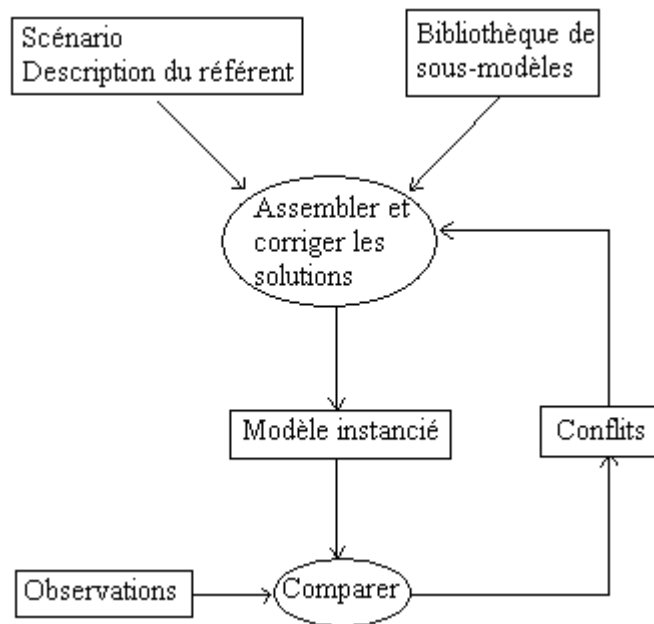 Scénario
Description du référent
Bibliothèque de
sous-modèles
Assembler et
corriger les
solutions
Modèle instancié
Conflits
Observations
Comparer